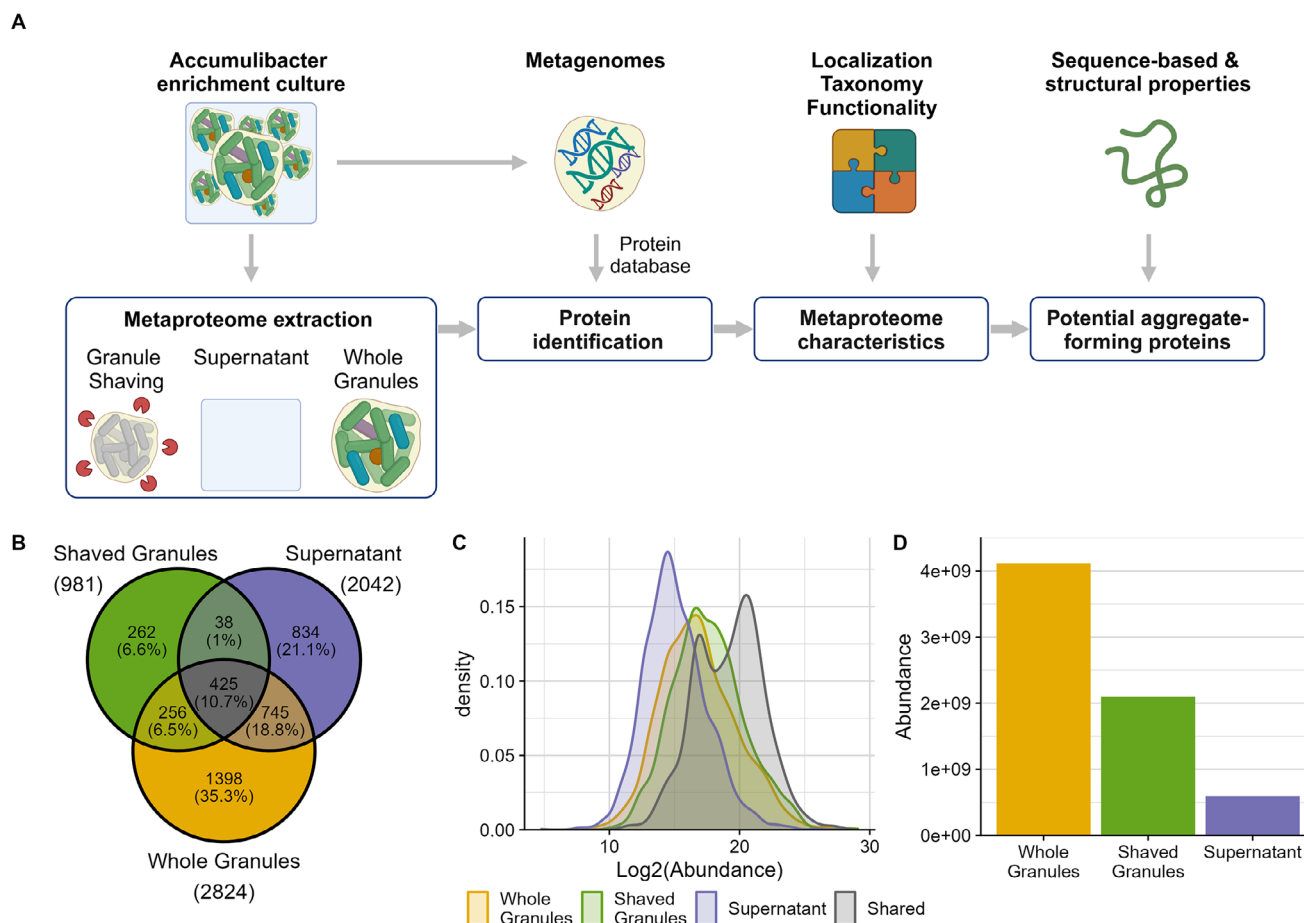 A
Accumulibacter
enrichment culture
Metagenomes
Localization
Taxonomy
Functionality
Sequence-based &
structural properties
Protein
database
Metaproteome extraction
Granule
Shaving
Supernatant
Whole
Granules
Protein
identification
Metaproteome
characteristics
Potential aggregate-
forming proteins
B
Shaved Granules
(981)
Supernatant
(2042)
262
(6.6%)
38
(1%)
834
(21.1%)
425
(10.7%)
256
(6.5%)
745
(18.8%)
1398
(35.3%)
Whole Granules
(2824)
C
density
0.15
0.10
0.05
0.00
10
20
30
Log2(Abundance)
Whole
Granules
Shaved
Granules
Supernatant
Shared
D
Abundance
4e+09
3e+09
2e+09
1e+09
0e+00
Whole
Granules
Shaved
Granules
Supernatant